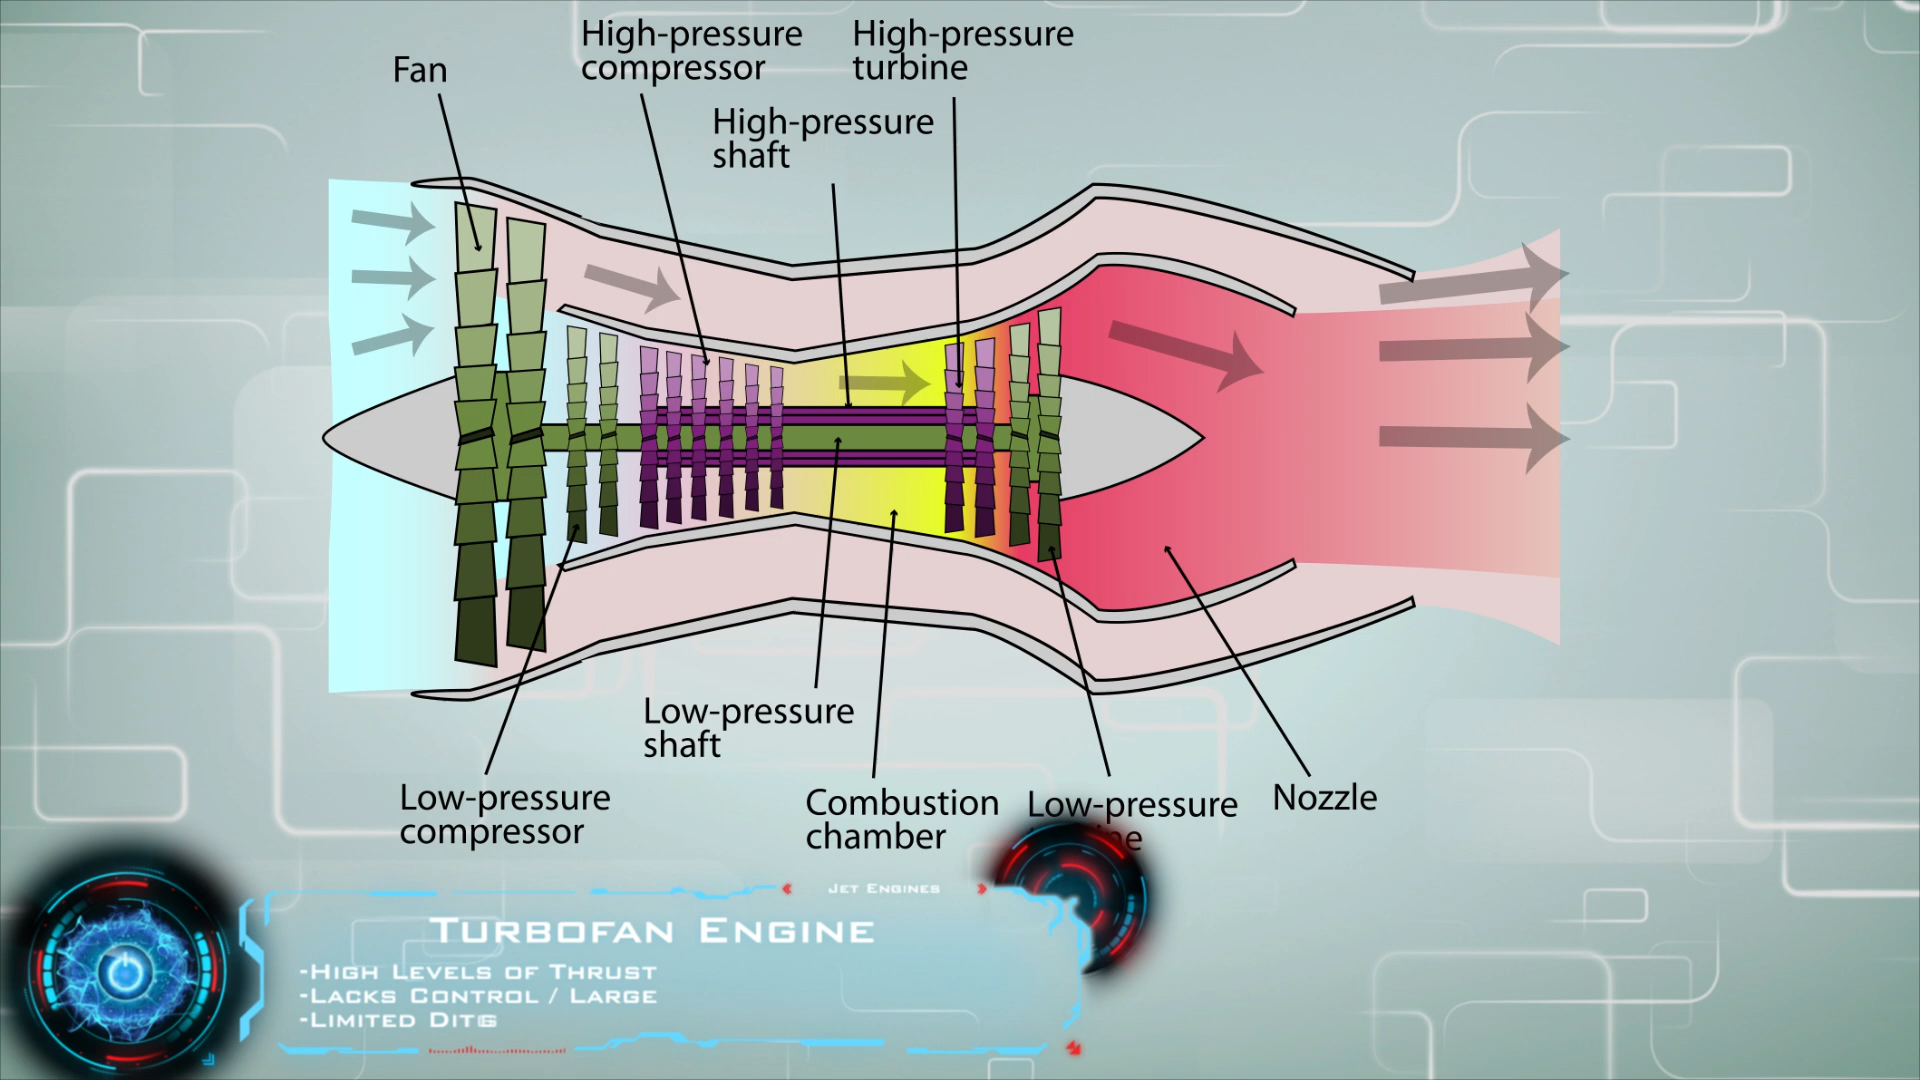 Fan
High-pressure
compressor
High-pressure
turbine
High-pressure
shaft
Low-pressure
shaft
Low-pressure
compressor
Combustion
chamber
Low-pressure
Nozzle
Jet Engines
Turbofan Engine
-High Levels of Thrust
-Lacks Control / Large
-Limited